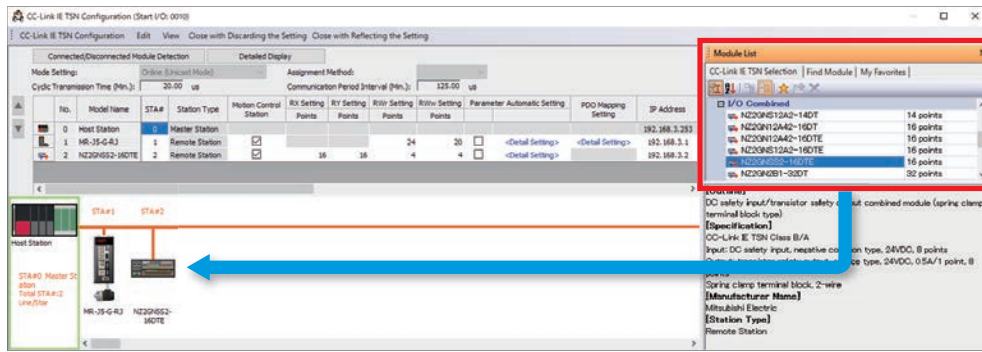 CC-Link IE TSN Configuration (Start I/O: 0010)
CC-Link IE TSN Configuration Edit View Close with Discarding the Setting Close with Reflecting the Setting
Connected/Disconnected Module Detection Detailed Display
Mode Setting: Online (Unicast Mode) Assignment Method:
Cyclic Transmission Time (Min.): 20.00 us Communication Period Interval (Min.): 125.00 us
No. Model Name STA# Station Type Motion Control Station RX Setting RY Setting RWr Setting RWw Setting Parameter Automatic Setting PDO Mapping Setting IP Address
Points Points Points Points
0 Host Station 0 Master Station 192.168.3.253
1 MR-J5-G-RJ 1 Remote Station 24 20 <Detail Setting> <Detail Setting> 192.168.3.1
2 NZ2GNSS2-16DTE 2 Remote Station 16 16 4 4 <Detail Setting> 192.168.3.2
STA#1 STA#2
Host Station
STA#0 Master St
ation
Total STA#:2
Line/Star
MR-J5-G-RJ NZ2GNSS2-
16DTE
Module List
CC-Link IE TSN Selection Find Module My Favorites
I/O Combined
NZ2GNS12A2-14DT 14 points
NZ2GN12A42-16DT 16 points
NZ2GN12A42-16DTE 16 points
NZ2GNS12A2-16DTE 16 points
NZ2GNSS2-16DTE 16 points
NZ2GN2B1-32DT 32 points
[Outline]
DC safety input/transistor safety output combined module (spring clamp
terminal block type)
[Specification]
CC-Link IE TSN Class B/A
Input: DC safety input, negative common type, 24VDC, 8 points
type, 24VDC, 0.5A/1 point, 8
points
Spring clamp terminal block, 2-wire
[Manufacturer Name]
Mitsubishi Electric
[Station Type]
Remote Station